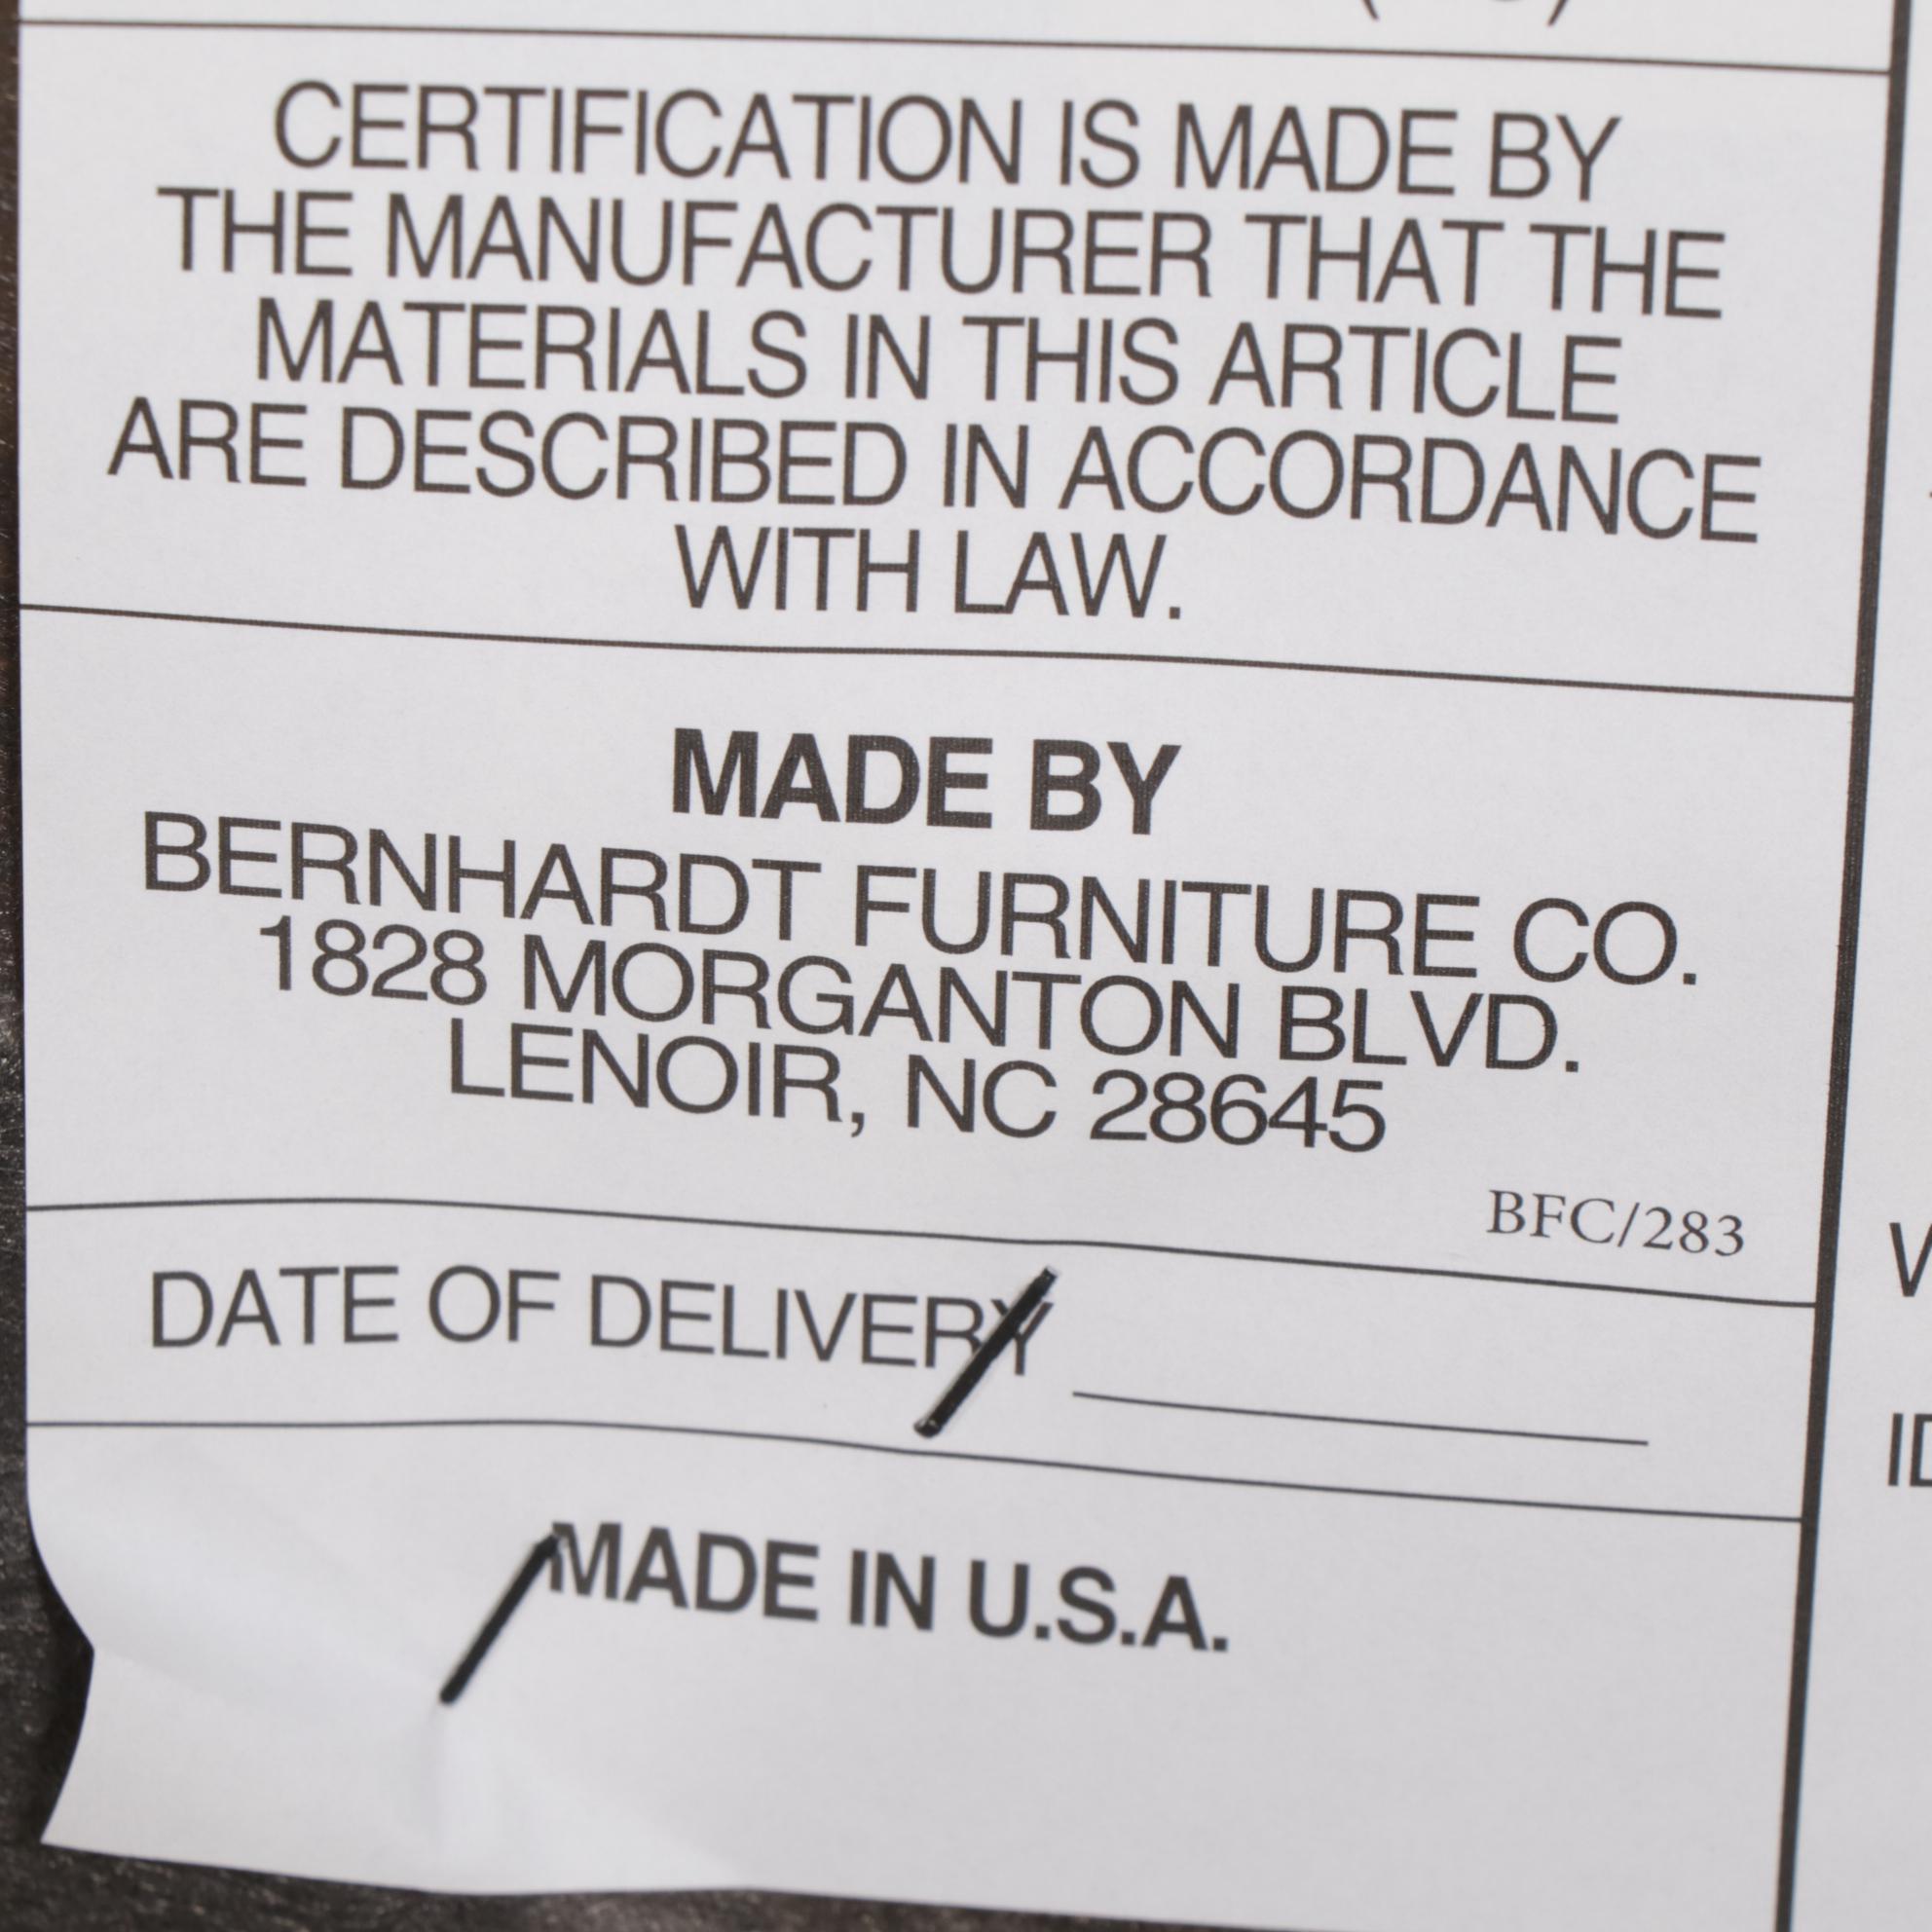 CERTIFICATION IS MADE BY
THE MANUFACTURER THAT THE
MATERIALS IN THIS ARTICLE
ARE DESCRIBED IN ACCORDANCE
WITH LAW.
MADE BY
BERNHARDT FURNITURE CO.
1828 MORGANTON BLVD.
LENOIR, NC 28645
BFC/283
DATE OF DELIVERY
MADE IN U.S.A.